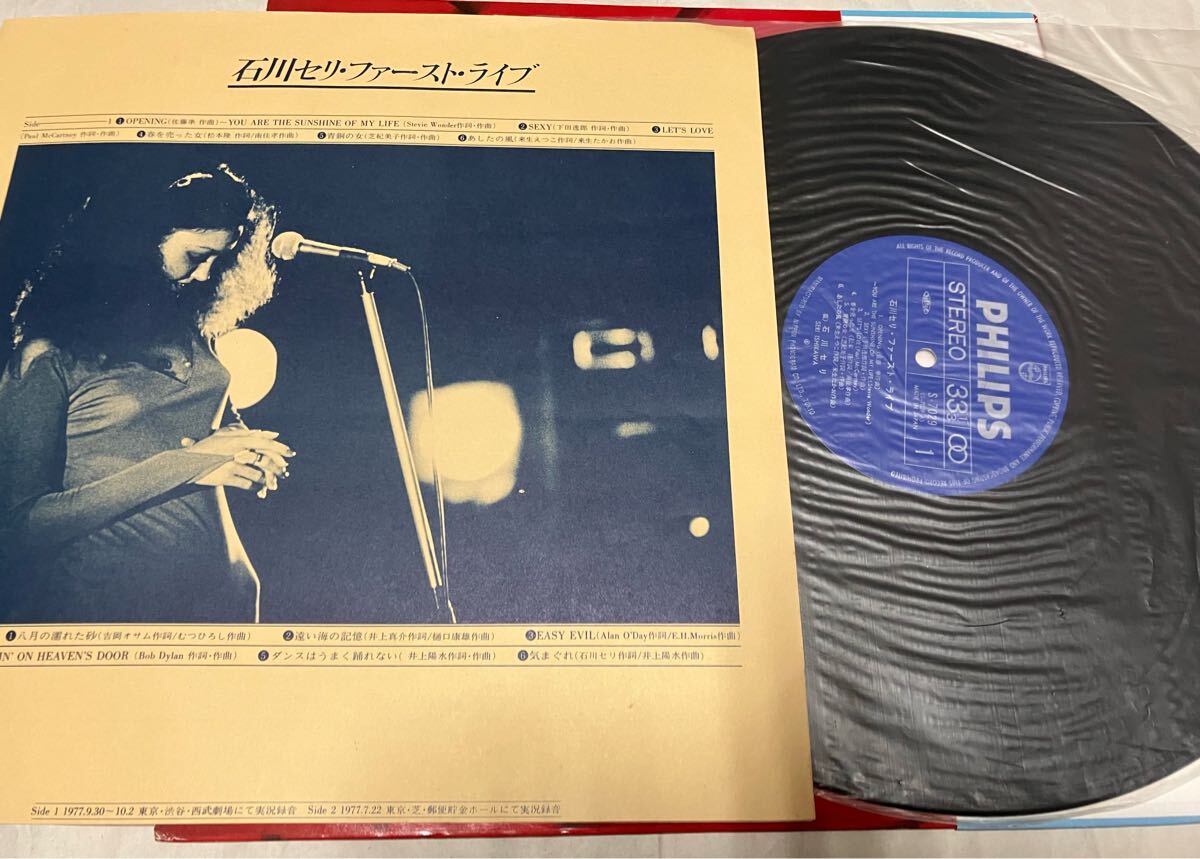 石川セリ・ファースト・ライブ
Side 1 ❶OPENING(佐藤準 作曲)~YOU ARE THE SUNSHINE OF MY LIFE (Stevie Wonder作詞・作曲) ❷SEXY(下田逸郎 作詞・作曲) ❸LET'S LOVE
(Paul McCartney 作詞・作曲) ❹春を売った女(松本隆 作詞/南佳孝作曲) ❺青銅の女(芝紀美子作詞・作曲) ❻あしたの風(来生えつこ作詞/来生たかお作曲)
❶八月の濡れた砂(吉岡オサム作詞/むつひろし作曲) ❷遠い海の記憶(井上真介作詞/樋口康雄作曲) ❸EASY EVIL(Alan O'Day作詞/E.H.Morris作曲)
IN' ON HEAVEN'S DOOR (Bob Dylan 作詞・作曲) ❺ダンスはうまく踊れない( 井上陽水作詞・作曲) ❻気まぐれ(石川セリ作詞/井上陽水作曲)
Side 1 1977.9.30~10.2 東京・渋谷・西武劇場にて実況録音 Side 2 1977.7.22 東京・芝・郵便貯金ホールにて実況録音
PHILIPS
STEREO 33⅓
S-7029 1
MADE IN JAPAN
石川セリ・ファースト・ライブ
石川セリ
SERI ISHIKAWA